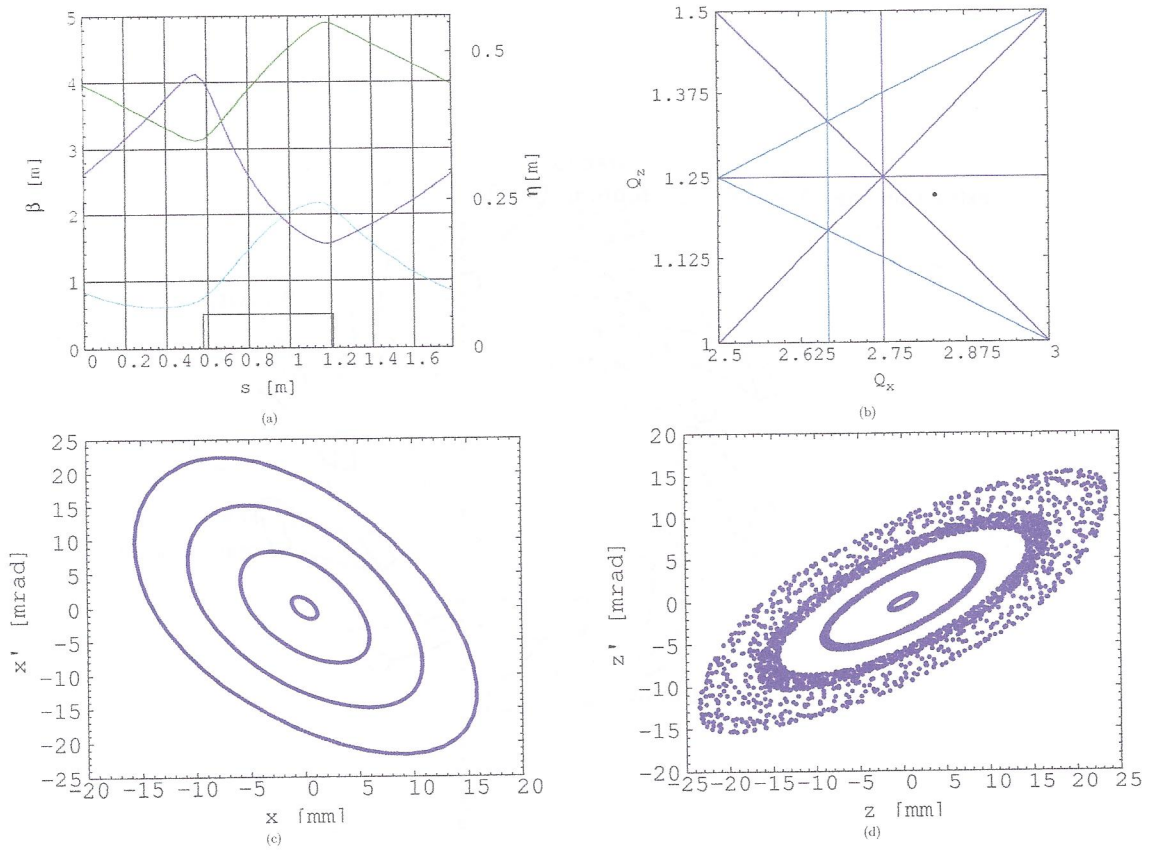 5
4
3
2
1
0
β [m]
0 0.2 0.4 0.6 0.8 1 1.2 1.4 1.6
s [m]
0.5
0.25
0
η[m]
(a)
1.5
1.375
1.25
1.125
1
Qz
2.5 2.625 2.75 2.875 3
Qx
(b)
25
20
15
10
5
0
-5
-10
-15
-20
-25
x' [mrad]
-20 -15 -10 -5 0 5 10 15 20
x [mm]
(c)
20
15
10
5
0
-5
-10
-15
-20
z' [mrad]
-25 -20 -15 -10 -5 0 5 10 15 20 25
z [mm]
(d)